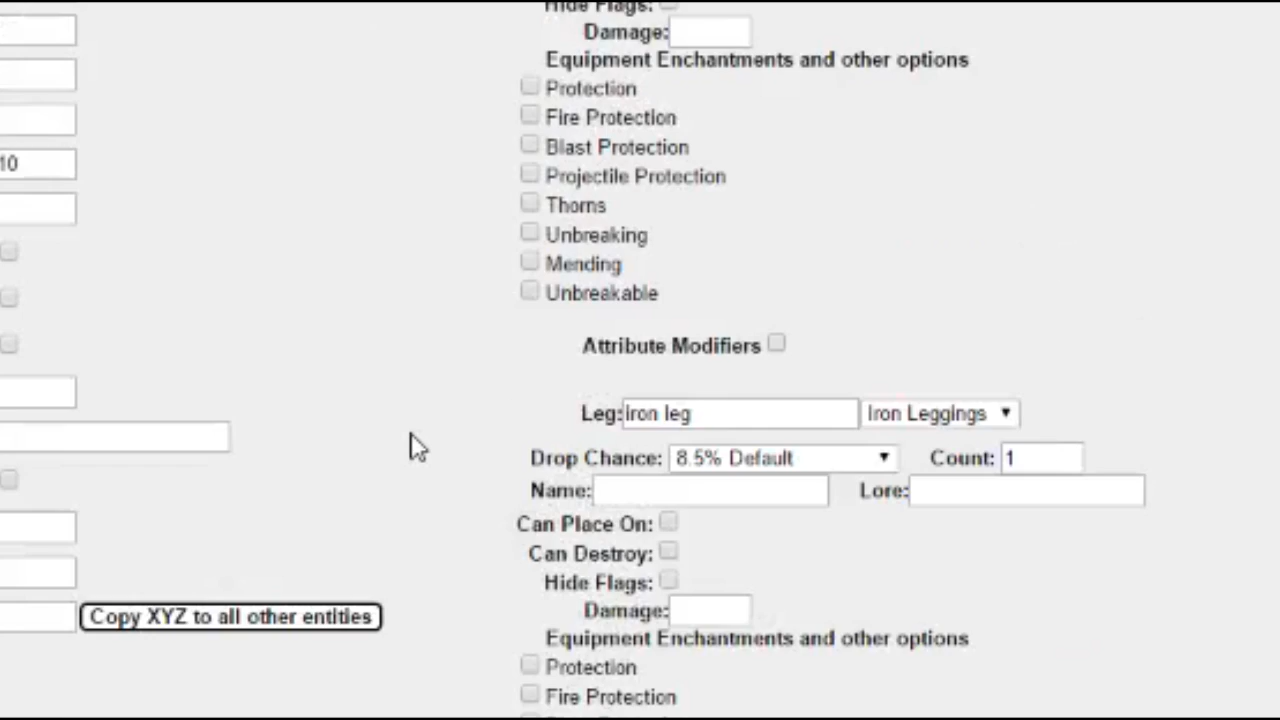 Hide Flags:
Damage:
Equipment Enchantments and other options
Protection
Fire Protection
Blast Protection
10
Projectile Protection
Thorns
Unbreaking
Mending
Unbreakable
Attribute Modifiers
Leg: iron leg Iron Leggings
Drop Chance: 8.5% Default Count: 1
Name: Lore:
Can Place On:
Can Destroy:
Hide Flags:
Damage:
Copy XYZ to all other entities
Equipment Enchantments and other options
Protection
Fire Protection